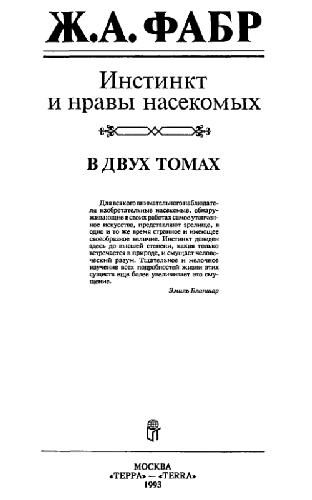 Ж.А.ФАБР
Инстинкт
и нравы насекомых
В ДВУХ ТОМАХ
Для всякого внимательного наблюдате-
ля изобретательные насекомые, обнару-
живающие в своих работах самое утончен-
ное искусство, представляют зрелище, в
одно и то же время странное и имеющее
своеобразное величие. Инстинкт доведен
здесь до высшей степени, какая только
встречается в природе, и смущает челове-
ческий разум. Тщательное и мелочное
изучение всех подробностей жизни этих
существ еще более увеличивает это сму-
щение.
Эмиль Бланшар
МОСКВА
«ТЕРРА» — «TERRA»
1993